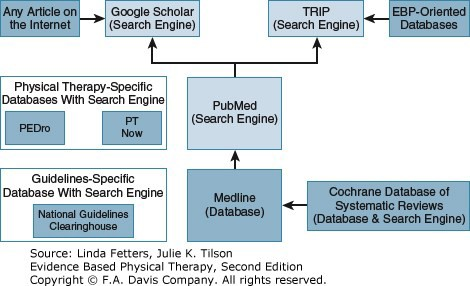 Any Article on
the Internet
Google Scholar
(Search Engine)
TRIP
(Search Engine)
EBP-Oriented
Databases
Physical Therapy-Specific
Databases With Search Engine
PEDro
PT
Now
PubMed
(Search Engine)
Guidelines-Specific
Database With Search Engine
National Guidelines
Clearinghouse
Medline
(Database)
Cochrane Database of
Systematic Reviews
(Database & Search Engine)
Source: Linda Fetters, Julie K. Tilson
Evidence Based Physical Therapy, Second Edition
Copyright © F.A. Davis Company. All rights reserved.